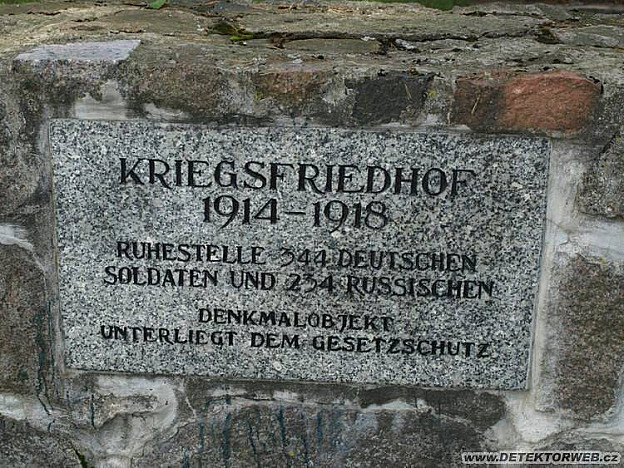 KRIEGSFRIEDHOF
1914-1918
RUHESTELLE 344 DEUTSCHEN
SOLDATEN UND 234 RUSSISCHEN
DENKMALOBJEKT
UNTERLIEGT DEM GESETZSCHUTZ
www.DETEKTORWEB.cz